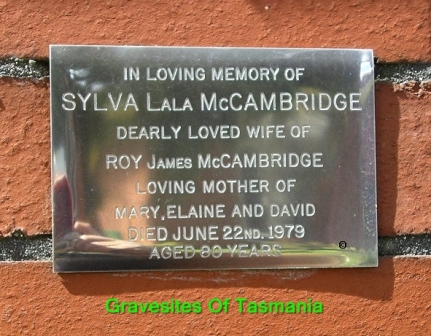 IN LOVING MEMORY OF
SYLVA LALA MCCAMBRIDGE
DEARLY LOVED WIFE OF
ROY JAMES MCCAMBRIDGE
LOVING MOTHER OF
MARY, ELAINE AND DAVID
DIED JUNE 22ND. 1979
AGED 80 YEARS
Gravesites Of Tasmania